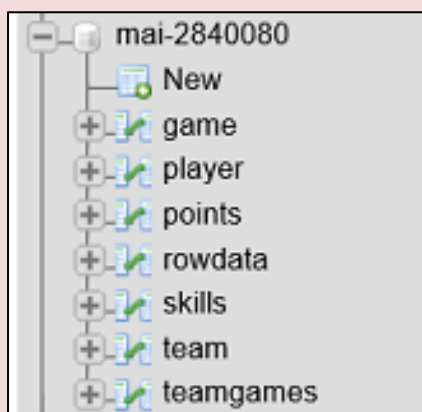 mai-2840080
New
game
player
points
rowdata
skills
team
teamgames